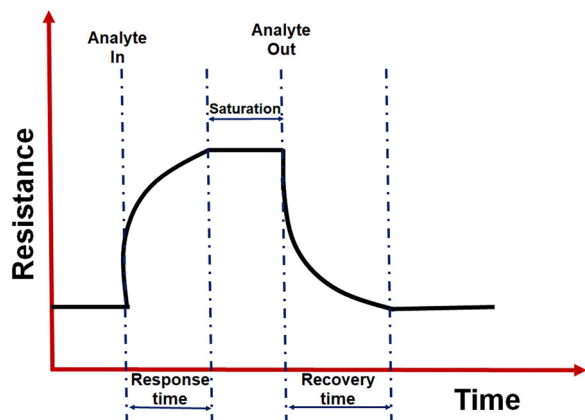 Analyte
In
Analyte
Out
Saturation
Resistance
Response
time
Recovery
time
Time